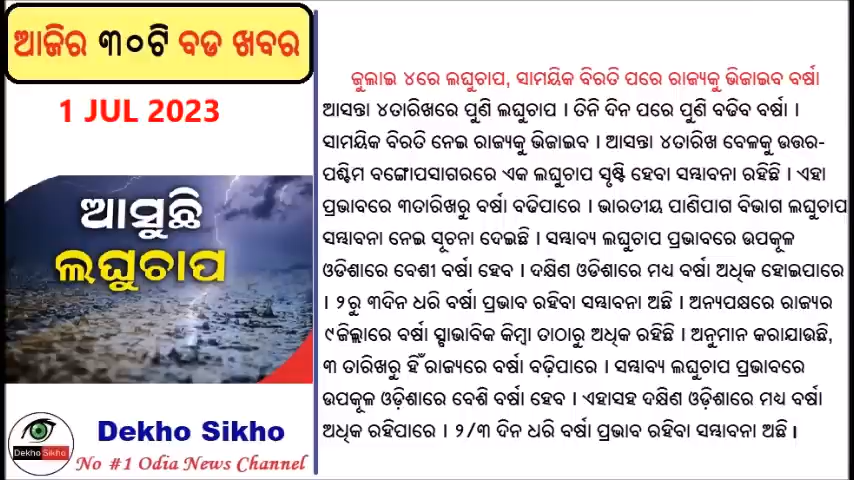 ଆଜିର ୩୦ଟି ବଡ ଖବର
1 JUL 2023
ଆସୁଛି
ଲଘୁଚାପ
Dekho Sikho
Dekho Sikho
No #1 Odia News Channel
ଜୁଲାଇ ୪ରେ ଲଘୁଚାପ, ସାମୟିକ ବିରତି ପରେ ରାଜ୍ୟକୁ ଭିଜାଇବ ବର୍ଷା
ଆସନ୍ତା ୪ତାରିଖରେ ପୁଣି ଲଘୁଚାପ । ତିନି ଦିନ ପରେ ପୁଣି ବଢିବ ବର୍ଷା ।
ସାମୟିକ ବିରତି ନେଇ ରାଜ୍ୟକୁ ଭିଜାଇବ । ଆସନ୍ତା ୪ତାରିଖ ବେଳକୁ ଉତ୍ତର-
ପଶ୍ଚିମ ବଙ୍ଗୋପସାଗରରେ ଏକ ଲଘୁଚାପ ସୃଷ୍ଟି ହେବା ସମ୍ଭାବନା ରହିଛି । ଏହା
ପ୍ରଭାବରେ ୩ତାରିଖରୁ ବର୍ଷା ବଢିପାରେ । ଭାରତୀୟ ପାଣିପାଗ ବିଭାଗ ଲଘୁଚାପ
ସମ୍ଭାବନା ନେଇ ସୂଚନା ଦେଇଛି । ସମ୍ଭାବ୍ୟ ଲଘୁଚାପ ପ୍ରଭାବରେ ଉପକୂଳ
ଓଡିଶାରେ ବେଶୀ ବର୍ଷା ହେବ । ଦକ୍ଷିଣ ଓଡିଶାରେ ମଧ୍ୟ ବର୍ଷା ଅଧିକ ହୋଇପାରେ
। ୨ରୁ ୩ଦିନ ଧରି ବର୍ଷା ପ୍ରଭାବ ରହିବା ସମ୍ଭାବନା ଅଛି । ଅନ୍ୟପକ୍ଷରେ ରାଜ୍ୟର
୯ଜିଲ୍ଲାରେ ବର୍ଷା ସ୍ବାଭାବିକ କିମ୍ବା ତାଠାରୁ ଅଧିକ ରହିଛି । ଅନୁମାନ କରାଯାଉଛି,
୩ ତାରିଖରୁ ହିଁ ରାଜ୍ୟରେ ବର୍ଷା ବଢ଼ିପାରେ । ସମ୍ଭାବ୍ୟ ଲଘୁଚାପ ପ୍ରଭାବରେ
ଉପକୂଳ ଓଡ଼ିଶାରେ ବେଶି ବର୍ଷା ହେବ । ଏହାସହ ଦକ୍ଷିଣ ଓଡ଼ିଶାରେ ମଧ୍ୟ ବର୍ଷା
ଅଧିକ ରହିପାରେ । ୨/୩ ଦିନ ଧରି ବର୍ଷା ପ୍ରଭାବ ରହିବା ସମ୍ଭାବନା ଅଛି ।